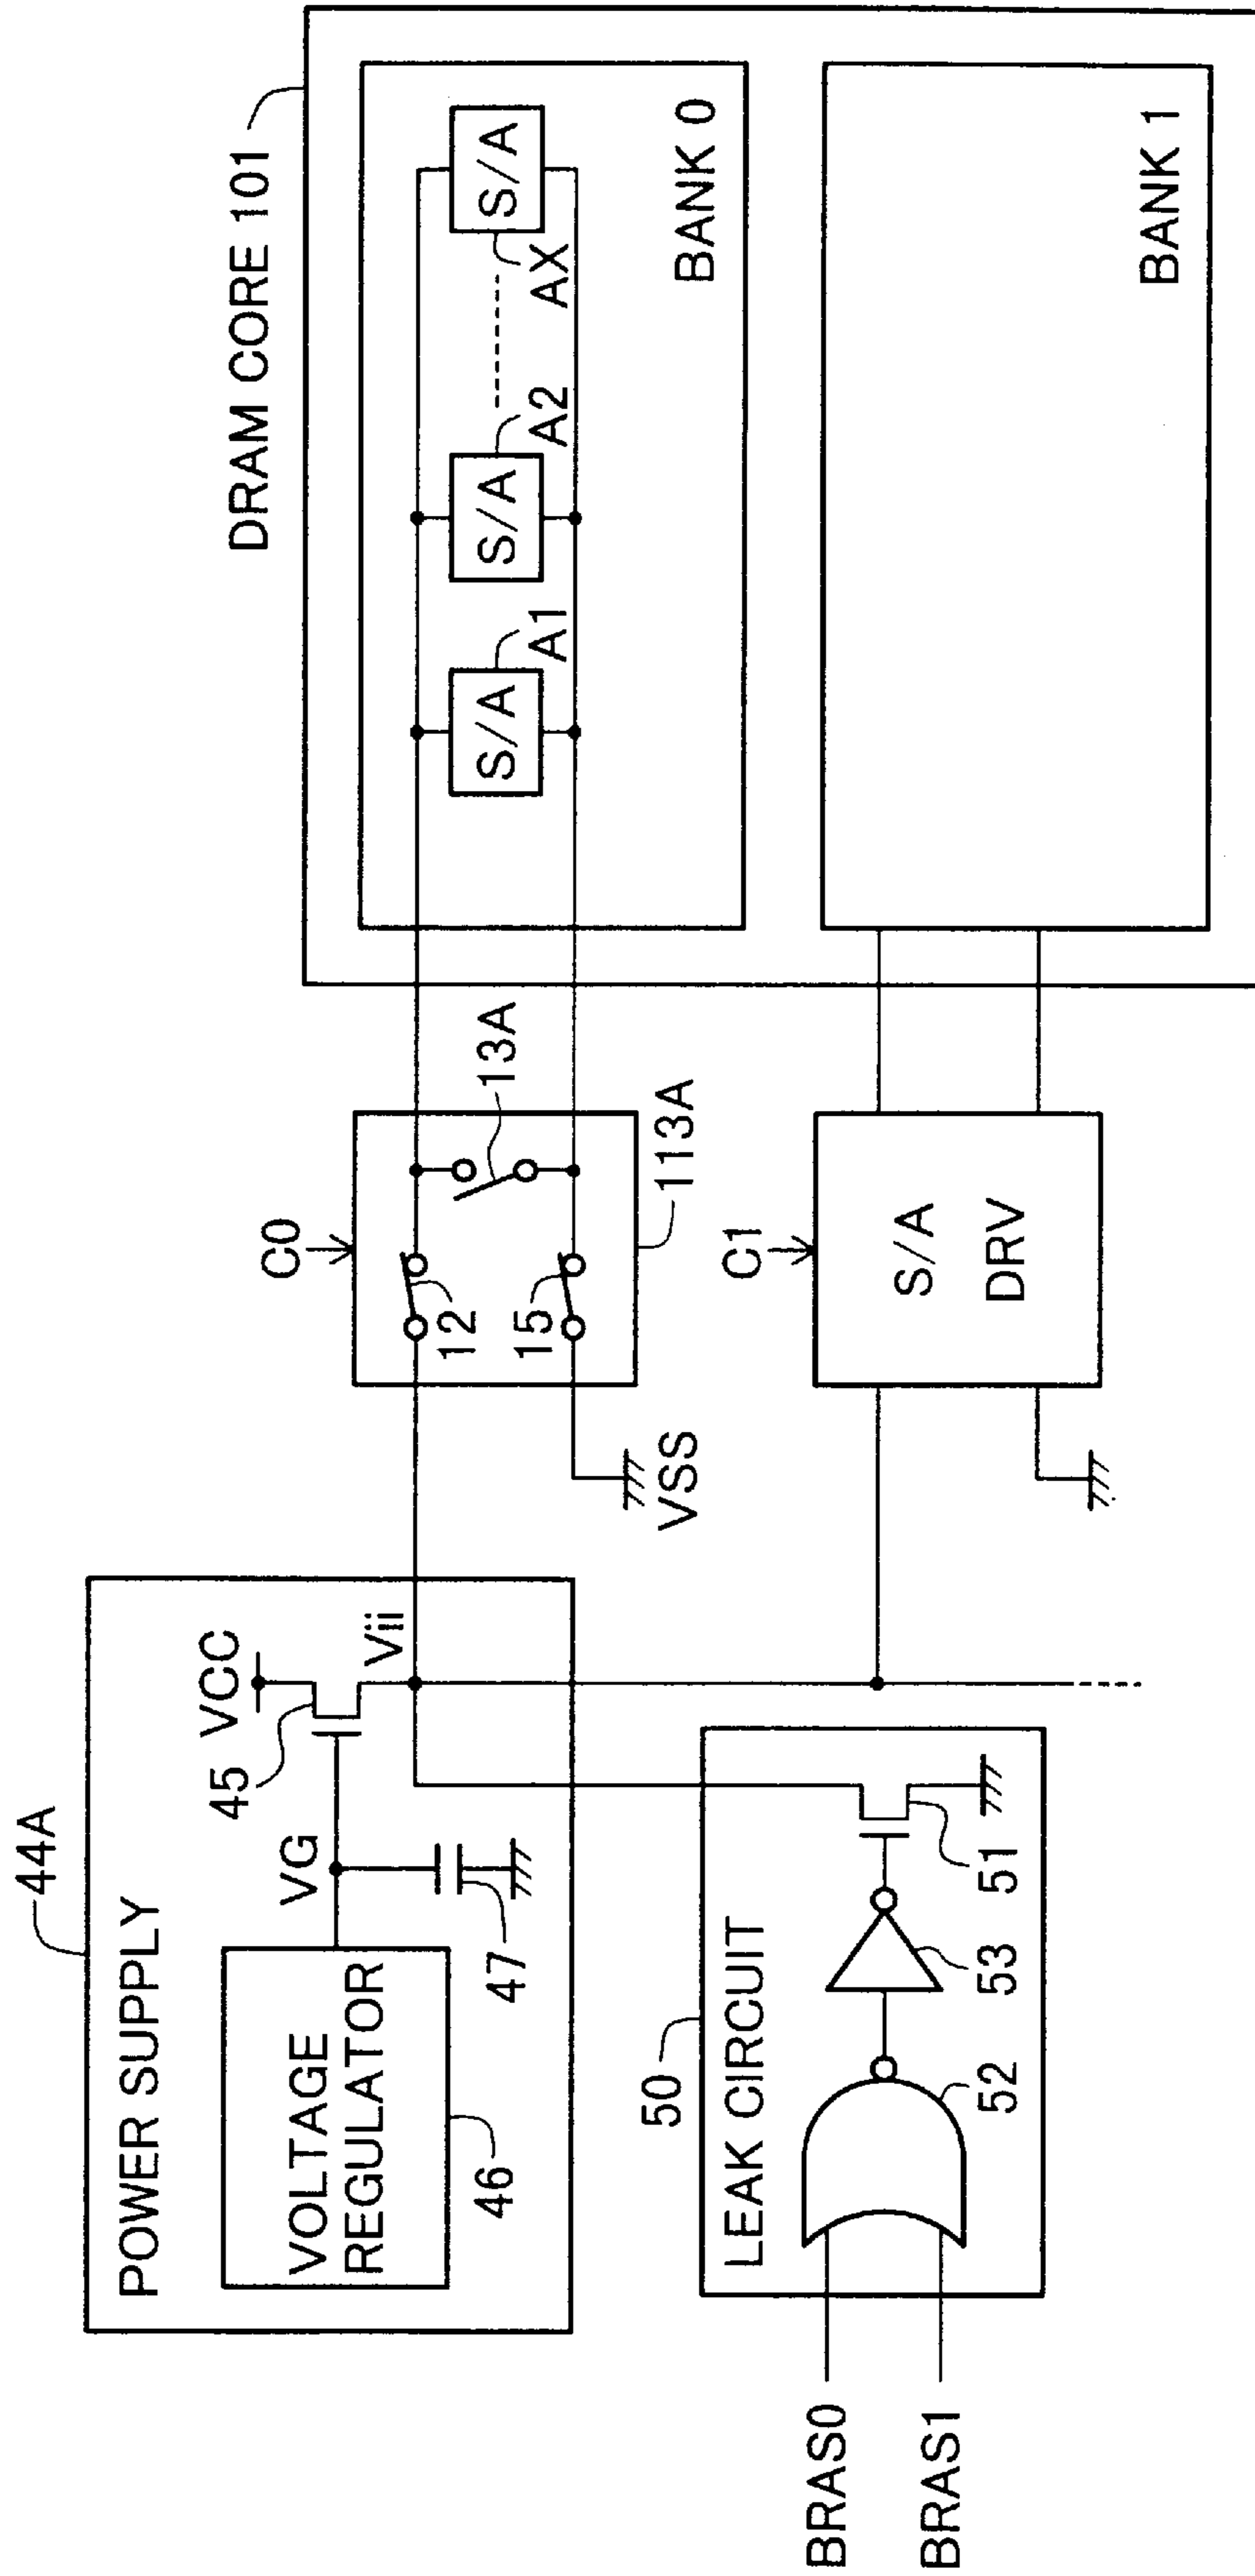 44A
POWER SUPPLY
VOLTAGE
REGULATOR
46
VG
47
VCC
45
Vii
C0
12
15
VSS
13A
113A
DRAM CORE 101
S/A
A1
S/A
A2
S/A
AX
BANK 0
C1
S/A
DRV
BANK 1
50
LEAK CIRCUIT
BRAS0
BRAS1
52
53
51